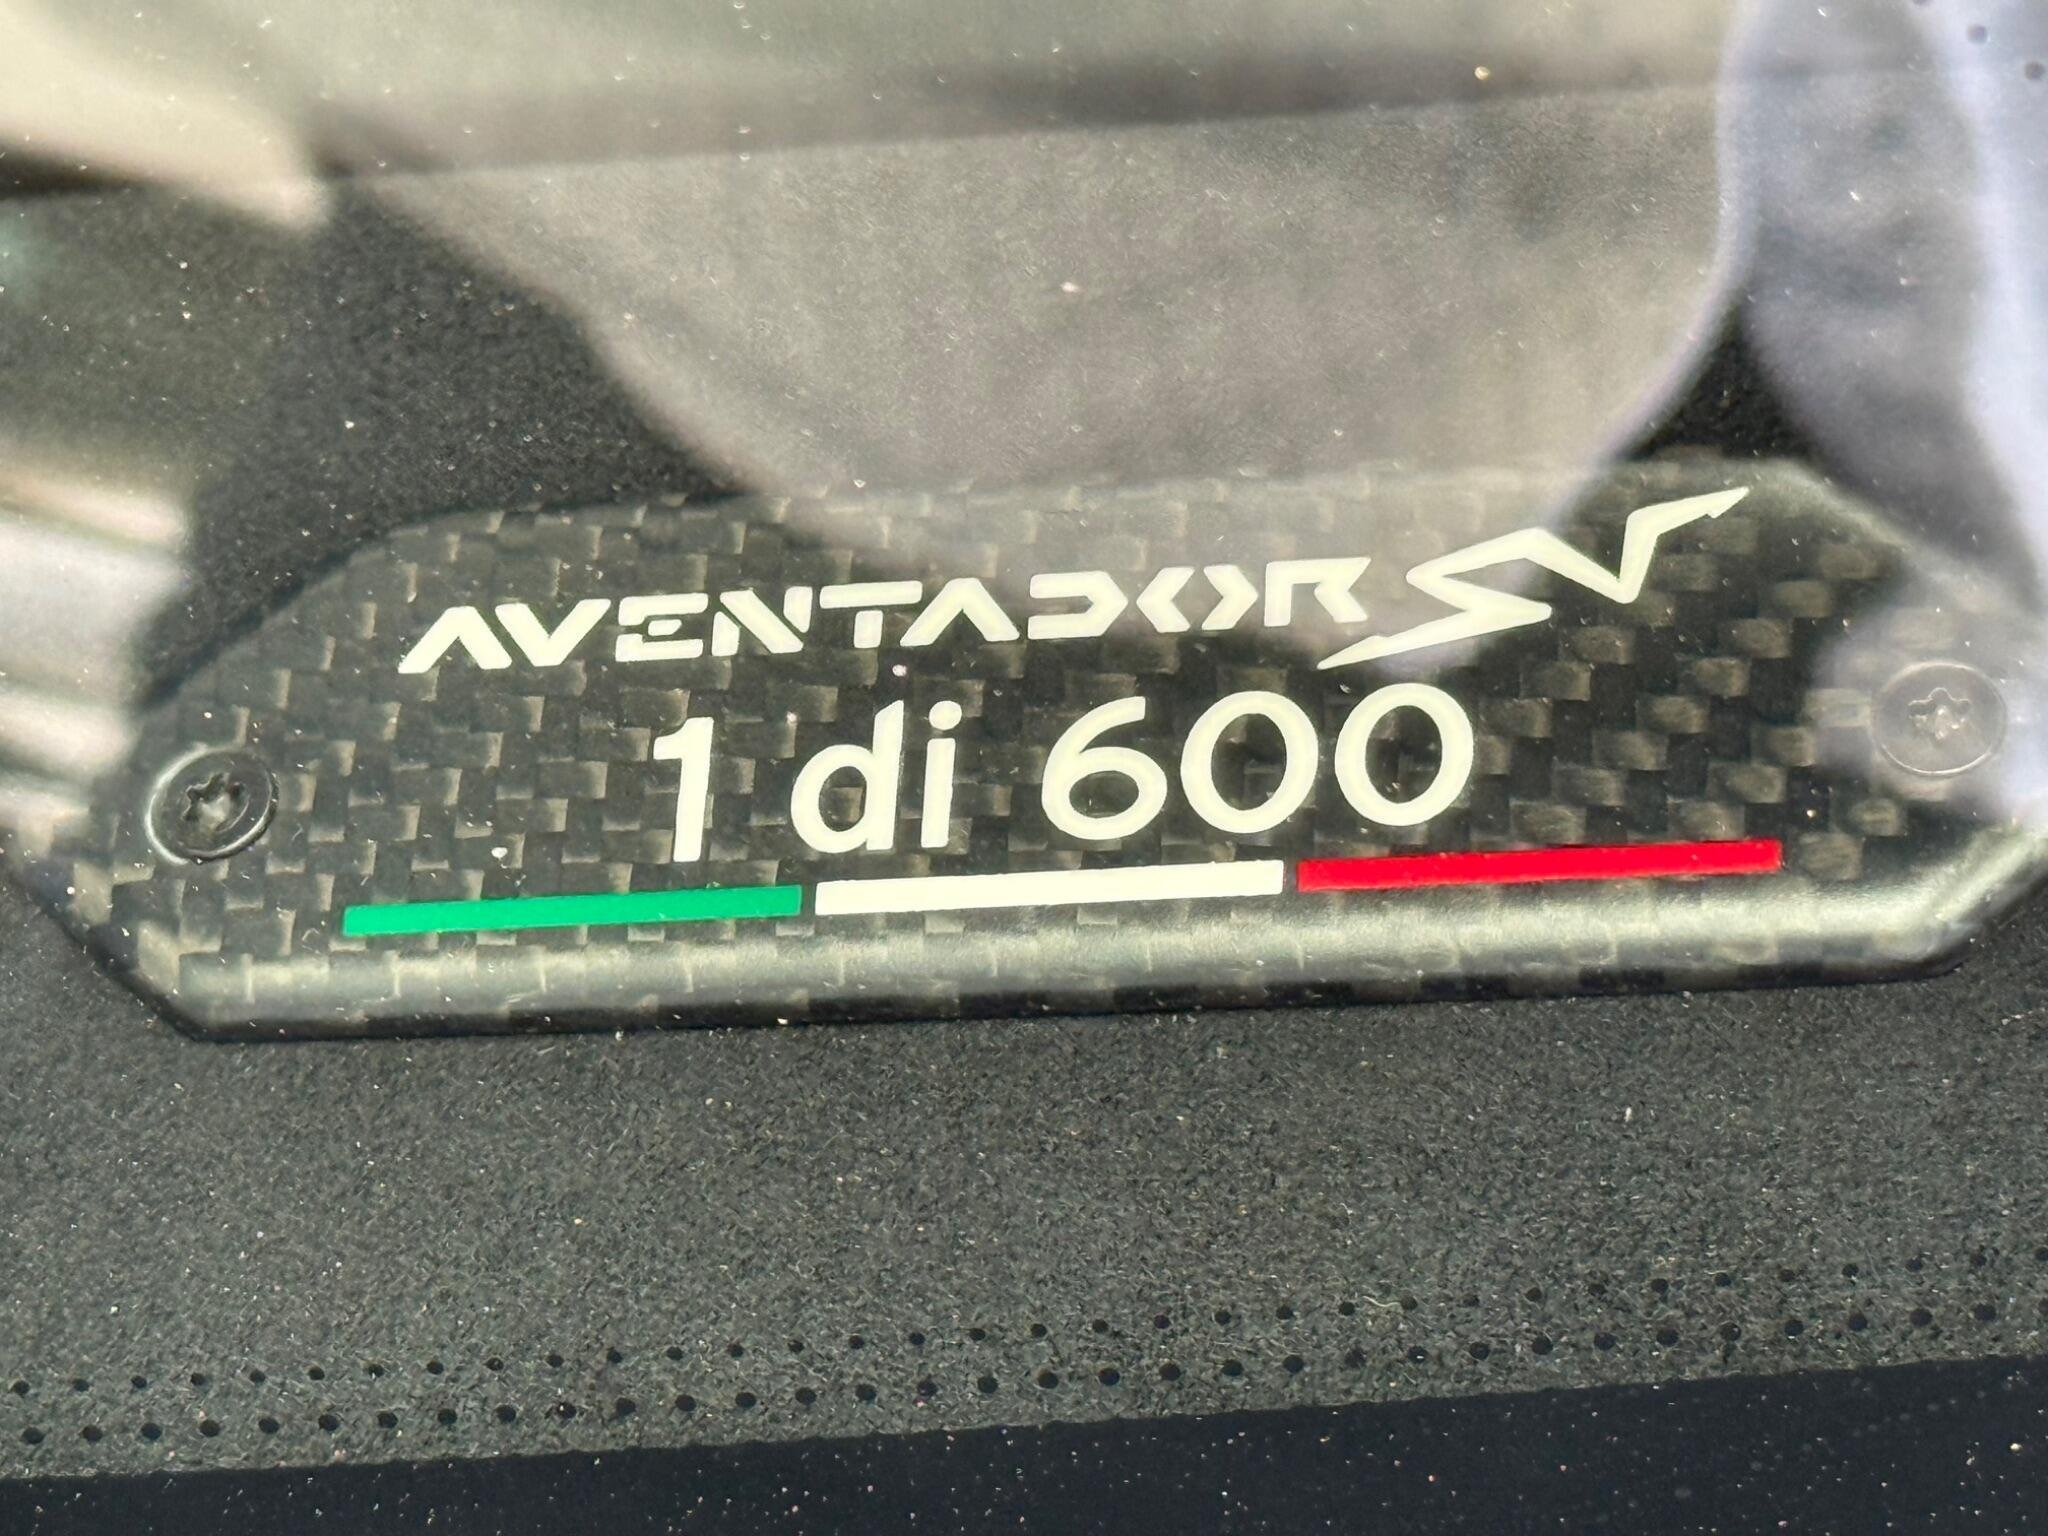 AVENTADOR SV
1 di 600